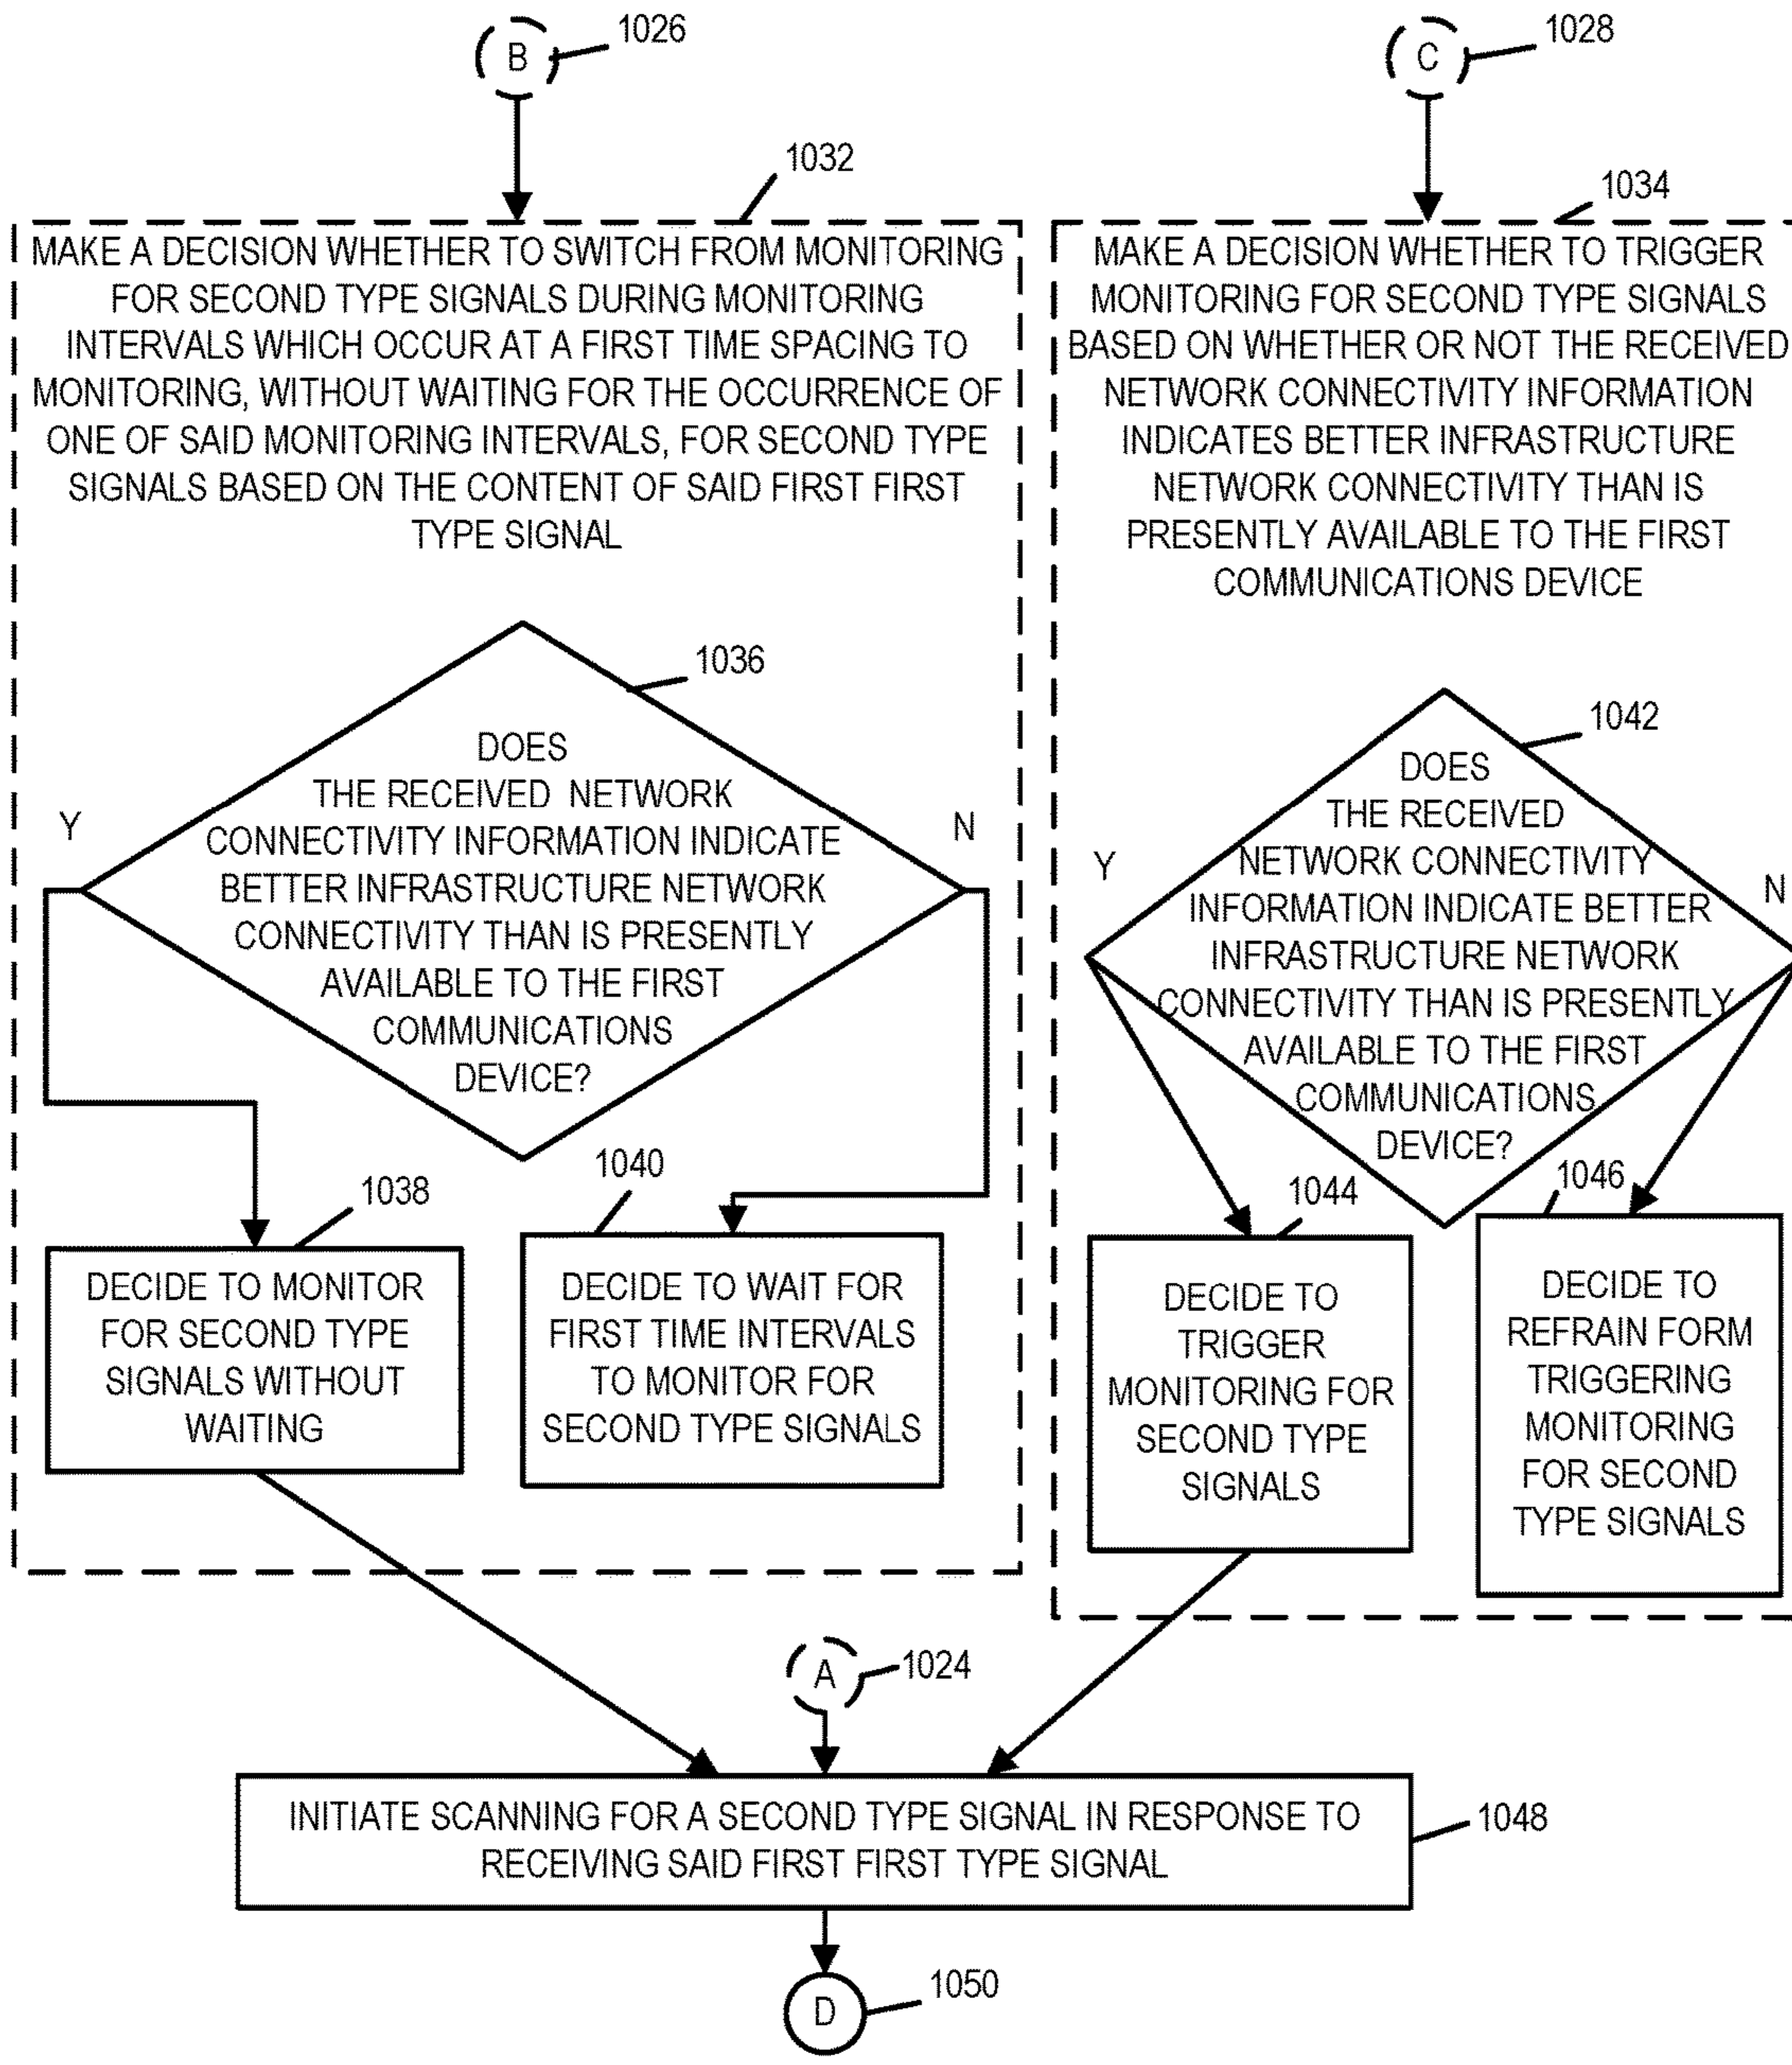 B
1026
C
1028
1032
MAKE A DECISION WHETHER TO SWITCH FROM MONITORING
FOR SECOND TYPE SIGNALS DURING MONITORING
INTERVALS WHICH OCCUR AT A FIRST TIME SPACING TO
MONITORING, WITHOUT WAITING FOR THE OCCURRENCE OF
ONE OF SAID MONITORING INTERVALS, FOR SECOND TYPE
SIGNALS BASED ON THE CONTENT OF SAID FIRST FIRST
TYPE SIGNAL
1036
DOES
THE RECEIVED NETWORK
CONNECTIVITY INFORMATION INDICATE
BETTER INFRASTRUCTURE NETWORK
CONNECTIVITY THAN IS PRESENTLY
AVAILABLE TO THE FIRST
COMMUNICATIONS
DEVICE?
Y
N
1038
DECIDE TO MONITOR
FOR SECOND TYPE
SIGNALS WITHOUT
WAITING
1040
DECIDE TO WAIT FOR
FIRST TIME INTERVALS
TO MONITOR FOR
SECOND TYPE SIGNALS
1034
MAKE A DECISION WHETHER TO TRIGGER
MONITORING FOR SECOND TYPE SIGNALS
BASED ON WHETHER OR NOT THE RECEIVED
NETWORK CONNECTIVITY INFORMATION
INDICATES BETTER INFRASTRUCTURE
NETWORK CONNECTIVITY THAN IS
PRESENTLY AVAILABLE TO THE FIRST
COMMUNICATIONS DEVICE
1042
DOES
THE RECEIVED
NETWORK CONNECTIVITY
INFORMATION INDICATE BETTER
INFRASTRUCTURE NETWORK
CONNECTIVITY THAN IS PRESENTLY
AVAILABLE TO THE FIRST
COMMUNICATIONS
DEVICE?
Y
N
1044
DECIDE TO
TRIGGER
MONITORING FOR
SECOND TYPE
SIGNALS
1046
DECIDE TO
REFRAIN FORM
TRIGGERING
MONITORING
FOR SECOND
TYPE SIGNALS
A
1024
INITIATE SCANNING FOR A SECOND TYPE SIGNAL IN RESPONSE TO
RECEIVING SAID FIRST FIRST TYPE SIGNAL
1048
D
1050